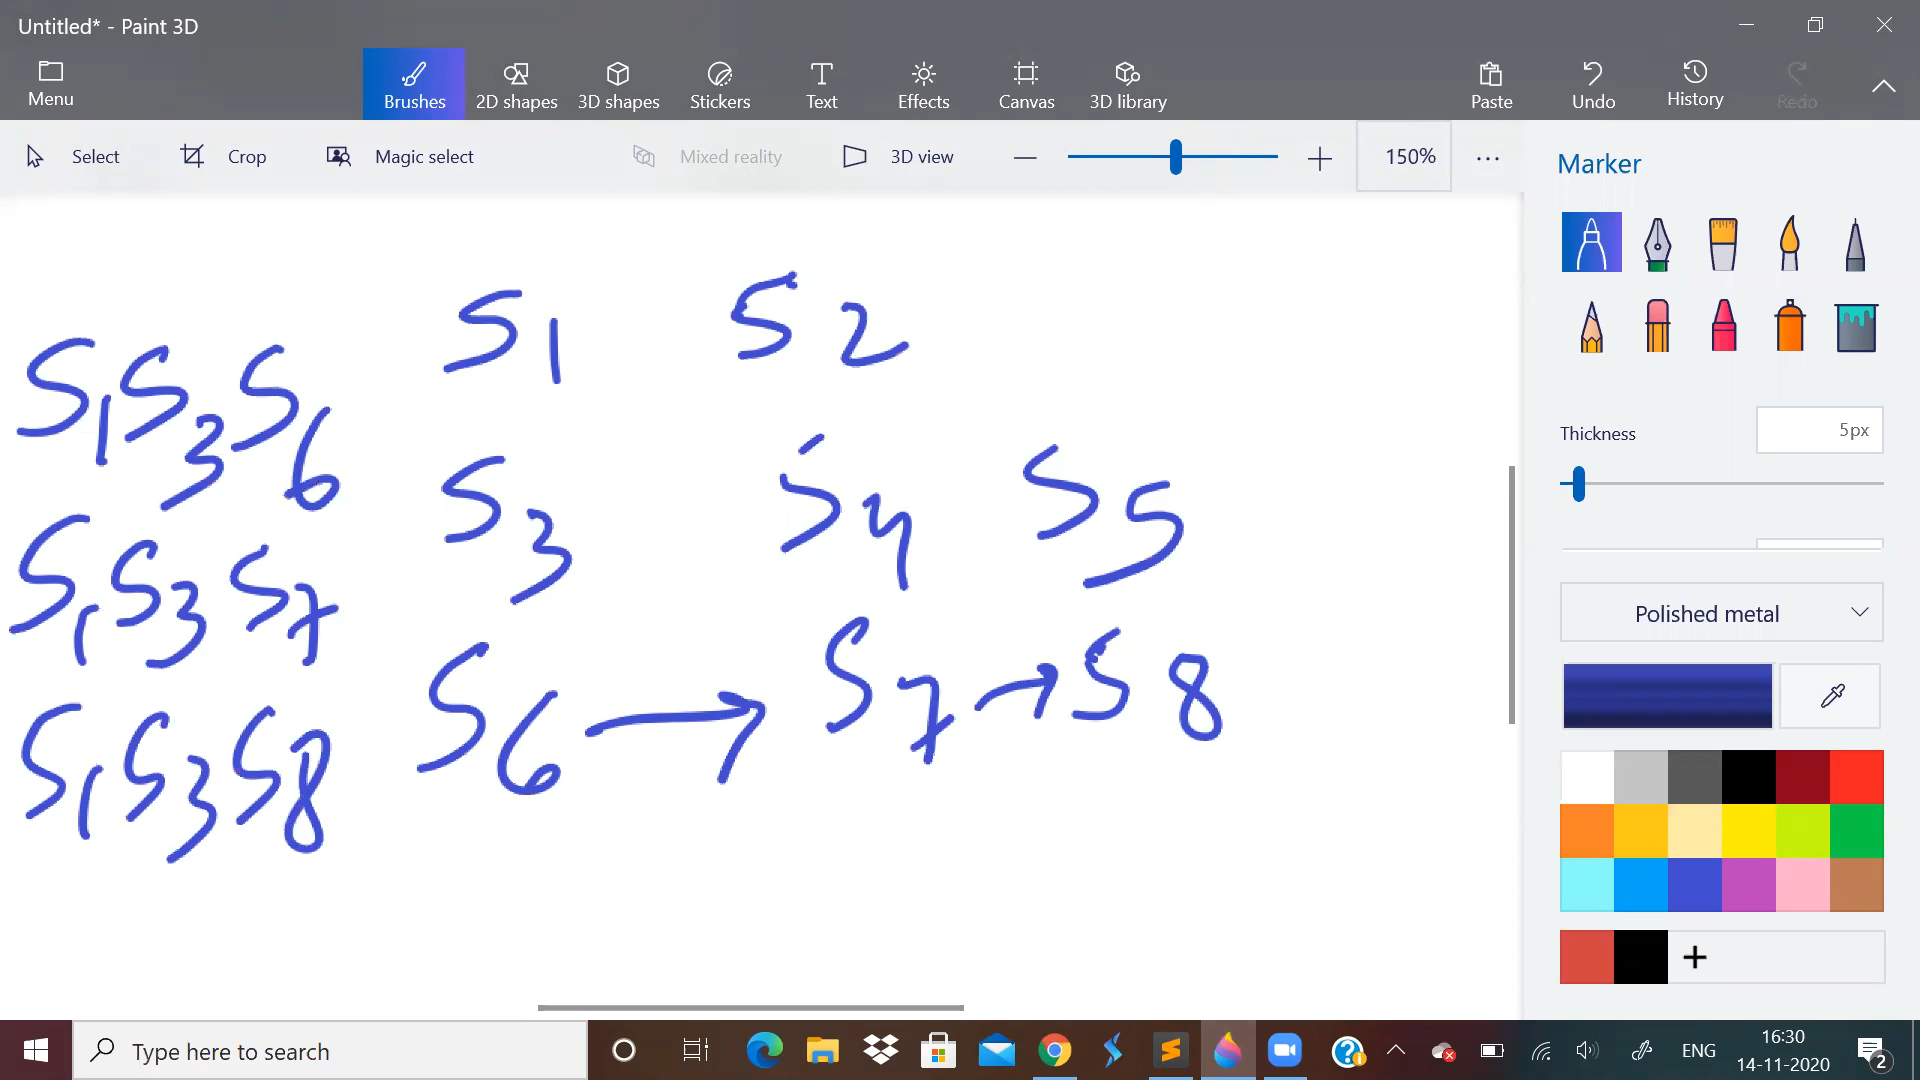 Untitled* - Paint 3D
Menu
Brushes
2D shapes
3D shapes
Stickers
Text
Effects
Canvas
3D library
Paste
Undo
History
Redo
Select
Crop
Magic select
Mixed reality
3D view
150%
Marker
Thickness
5px
Polished metal
S1 S2
S1S3S6
S3 S4 S5
S1S3S7
S6 → S7 → S8
S1S3S8
Type here to search
ENG
16:30
14-11-2020
2